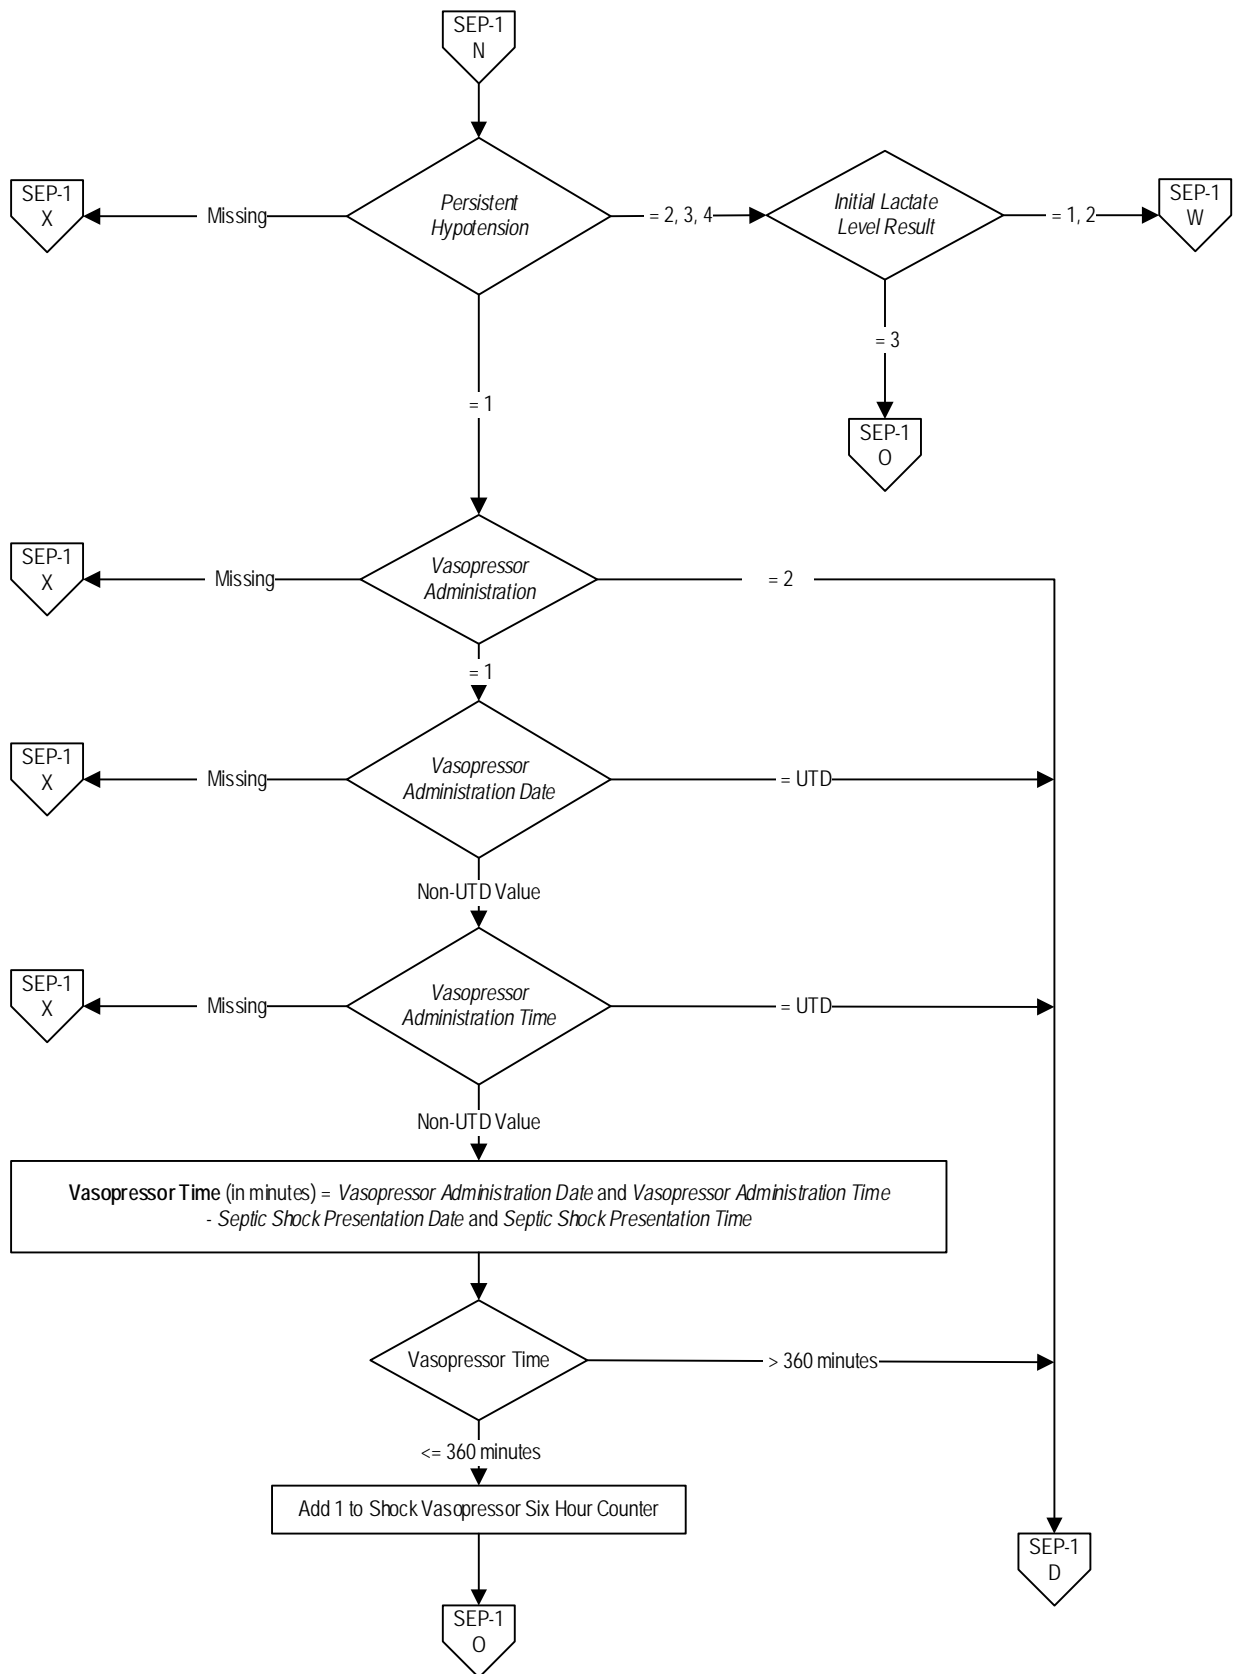 SEP-1
N
SEP-1
X
Missing
Persistent
Hypotension
= 2, 3, 4
Initial Lactate
Level Result
= 1, 2
SEP-1
W
= 3
SEP-1
O
= 1
SEP-1
X
Missing
Vasopressor
Administration
= 2
= 1
SEP-1
X
Missing
Vasopressor
Administration Date
= UTD
Non-UTD Value
SEP-1
X
Missing
Vasopressor
Administration Time
= UTD
Non-UTD Value
Vasopressor Time (in minutes) = Vasopressor Administration Date and Vasopressor Administration Time
- Septic Shock Presentation Date and Septic Shock Presentation Time
Vasopressor Time
> 360 minutes
<= 360 minutes
Add 1 to Shock Vasopressor Six Hour Counter
SEP-1
D
SEP-1
O